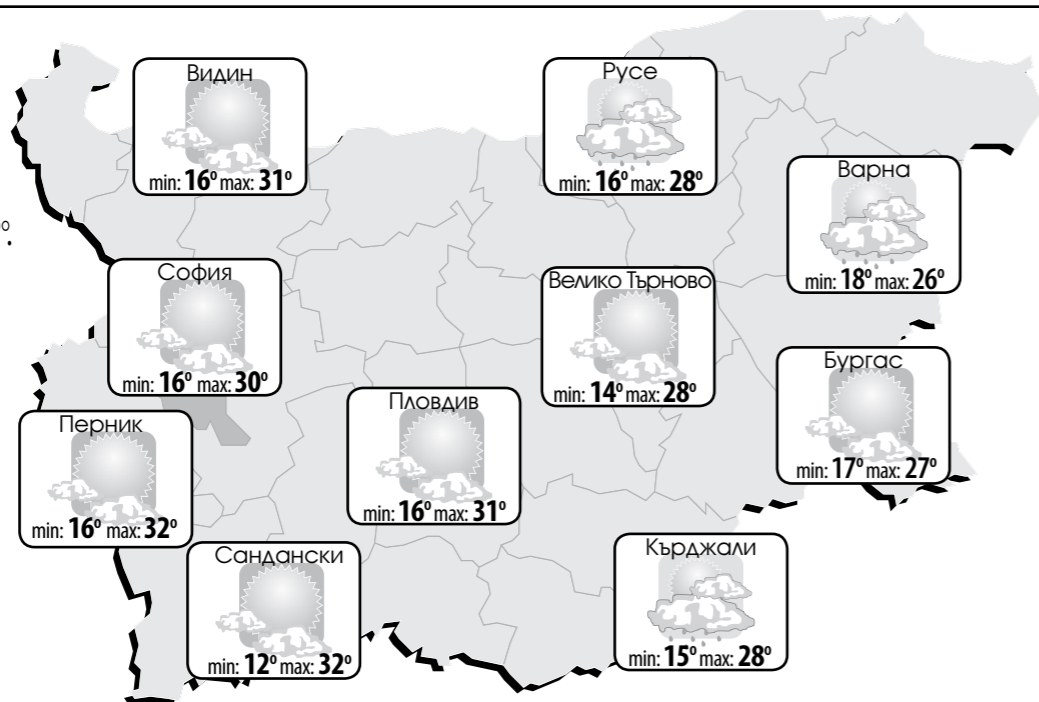 Видин
min: 16° max: 31°
Русе
min: 16° max: 28°
Варна
min: 18° max: 26°
София
min: 16° max: 30°
Велико Търново
min: 14° max: 28°
Бургас
min: 17° max: 27°
Пловдив
min: 16° max: 31°
Перник
min: 16° max: 32°
Сандански
min: 12° max: 32°
Кърджали
min: 15° max: 28°